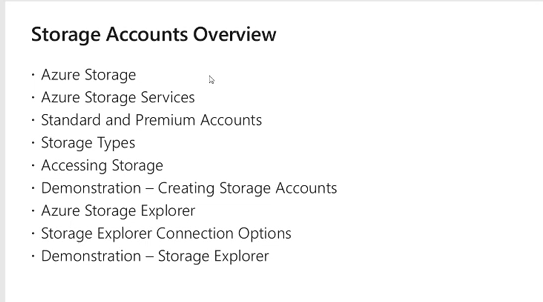 Storage Accounts Overview
· Azure Storage
· Azure Storage Services
· Standard and Premium Accounts
· Storage Types
· Accessing Storage
· Demonstration – Creating Storage Accounts
· Azure Storage Explorer
· Storage Explorer Connection Options
· Demonstration – Storage Explorer